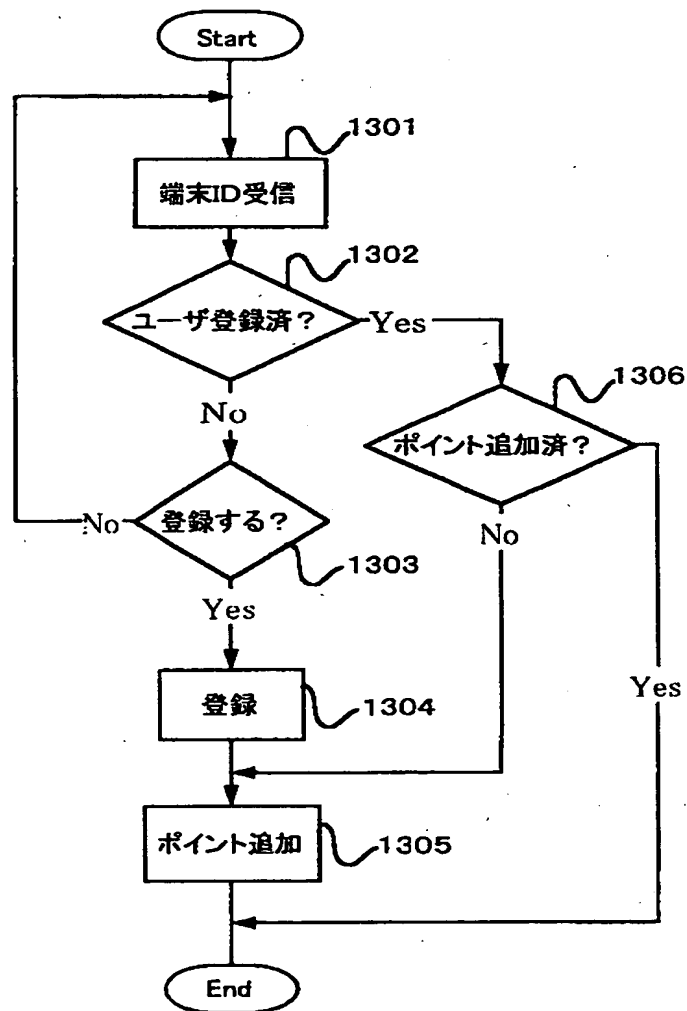 Start
1301
端末ID受信
1302
ユーザ登録済？
Yes
1306
No
ポイント追加済？
登録する？
No
1303
No
Yes
Yes
登録
1304
ポイント追加
1305
End